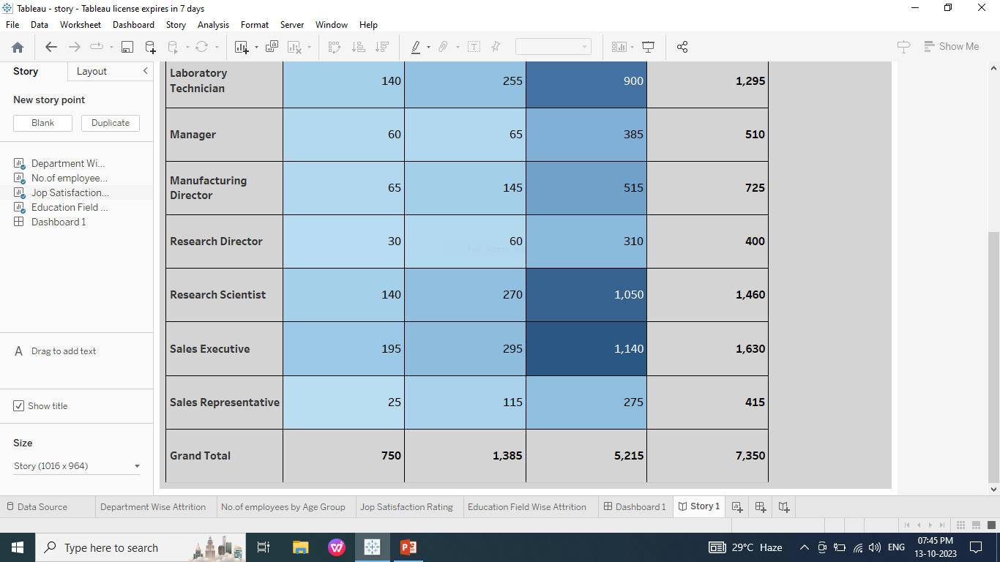 Tableau - story - Tableau license expires in 7 days
File Data Worksheet Dashboard Story Analysis Format Server Window Help
Show Me
Story Layout
New story point
Blank Duplicate
Department Wi...
No.of employee...
Jop Satisfaction...
Education Field ...
Dashboard 1
A Drag to add text
Show title
Size
Story (1016 x 964)
Laboratory
Technician 140 255 900 1,295
Manager 60 65 385 510
Manufacturing
Director 65 145 515 725
Research Director 30 60 310 400
Research Scientist 140 270 1,050 1,460
Sales Executive 195 295 1,140 1,630
Sales Representative 25 115 275 415
Grand Total 750 1,385 5,215 7,350
Data Source Department Wise Attrition No.of employees by Age Group Jop Satisfaction Rating Education Field Wise Attrition Dashboard 1 Story 1
Type here to search
29°C Haze
ENG
07:45 PM
13-10-2023